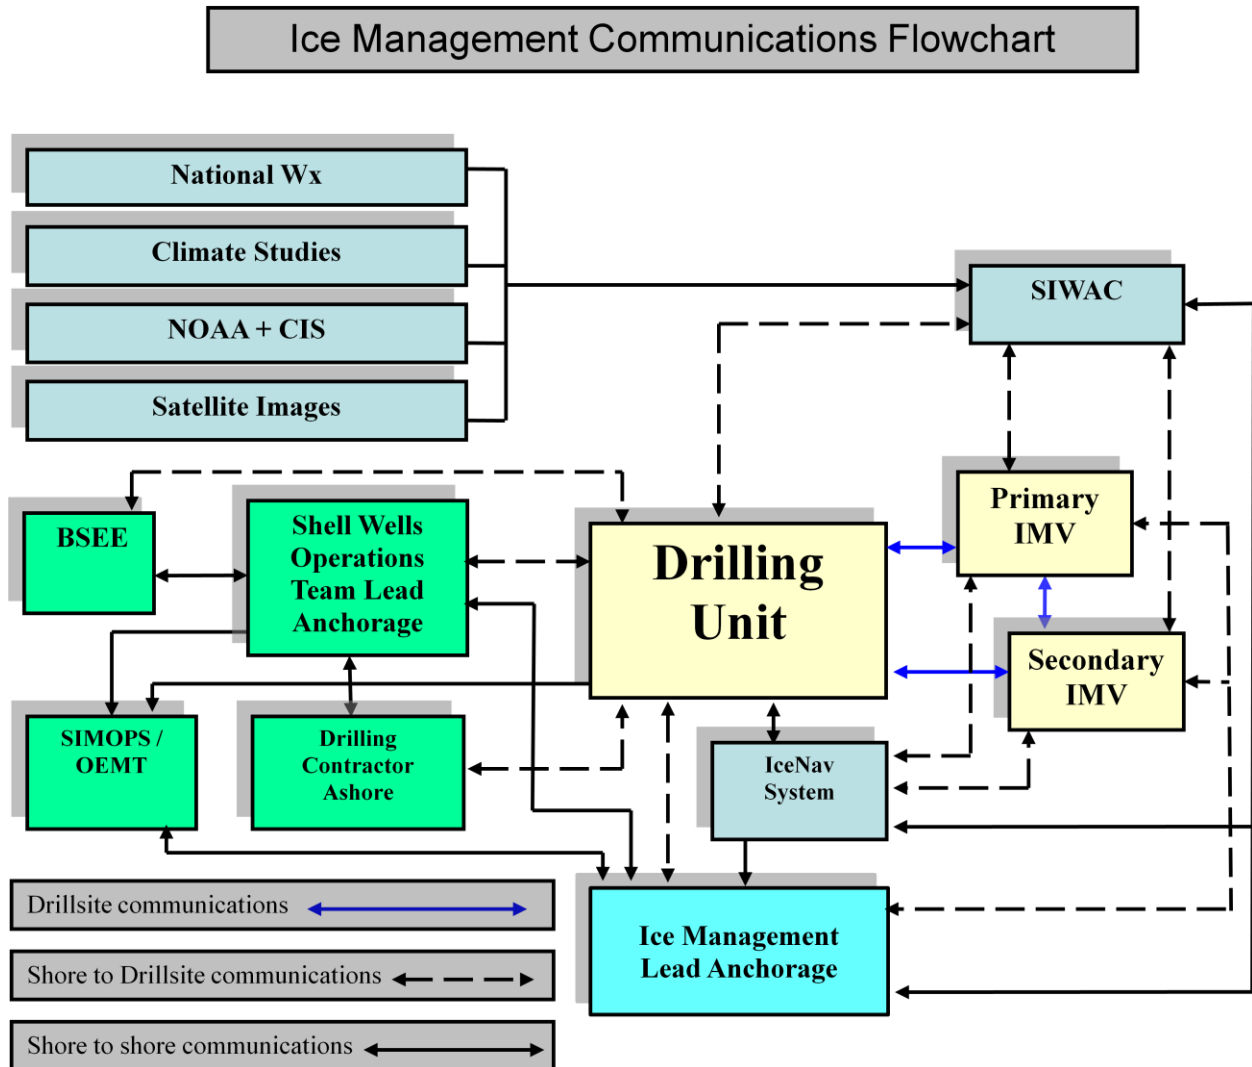 Ice Management Communications Flowchart
National Wx
Climate Studies
NOAA + CIS
Satellite Images
SIWAC
BSEE
Shell Wells
Operations
Team Lead
Anchorage
Drilling
Unit
Primary
IMV
Secondary
IMV
SIMOPS /
OEMT
Drilling
Contractor
Ashore
IceNav
System
Ice Management
Lead Anchorage
Drillsite communications
Shore to Drillsite communications
Shore to shore communications